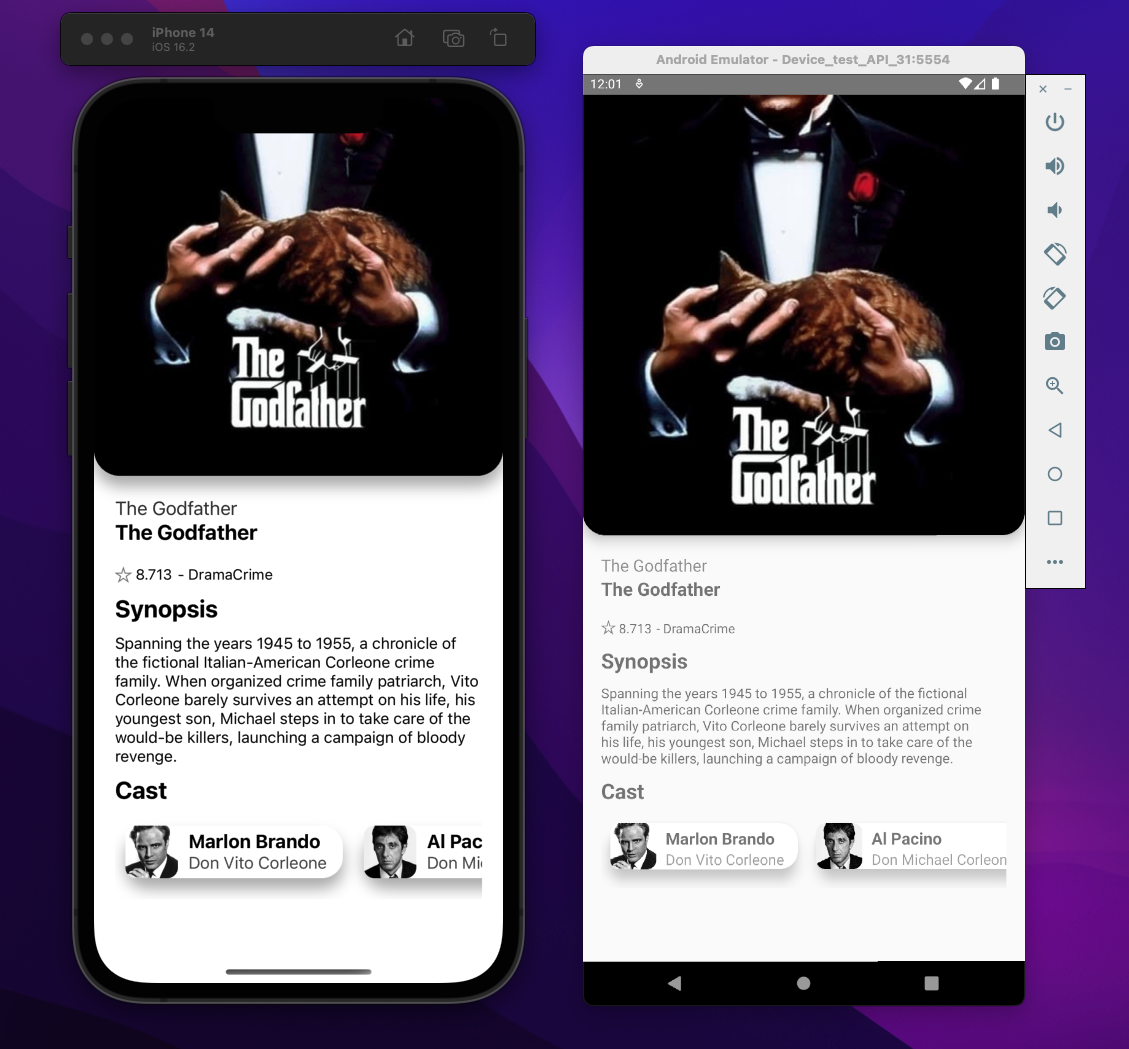 iPhone 14
iOS 16.2
The
Godfather
The Godfather
The Godfather
8.713 - DramaCrime
Synopsis
Spanning the years 1945 to 1955, a chronicle of
the fictional Italian-American Corleone crime
family. When organized crime family patriarch, Vito
Corleone barely survives an attempt on his life, his
youngest son, Michael steps in to take care of the
would-be killers, launching a campaign of bloody
revenge.
Cast
Marlon Brando
Don Vito Corleone
Al Pac
Don Mic
Android Emulator - Device_test_API_31:5554
12:01
The
Godfather
The Godfather
The Godfather
8.713 - DramaCrime
Synopsis
Spanning the years 1945 to 1955, a chronicle of the fictional
Italian-American Corleone crime family. When organized crime
family patriarch, Vito Corleone barely survives an attempt on
his life, his youngest son, Michael steps in to take care of the
would-be killers, launching a campaign of bloody revenge.
Cast
Marlon Brando
Don Vito Corleone
Al Pacino
Don Michael Corleon